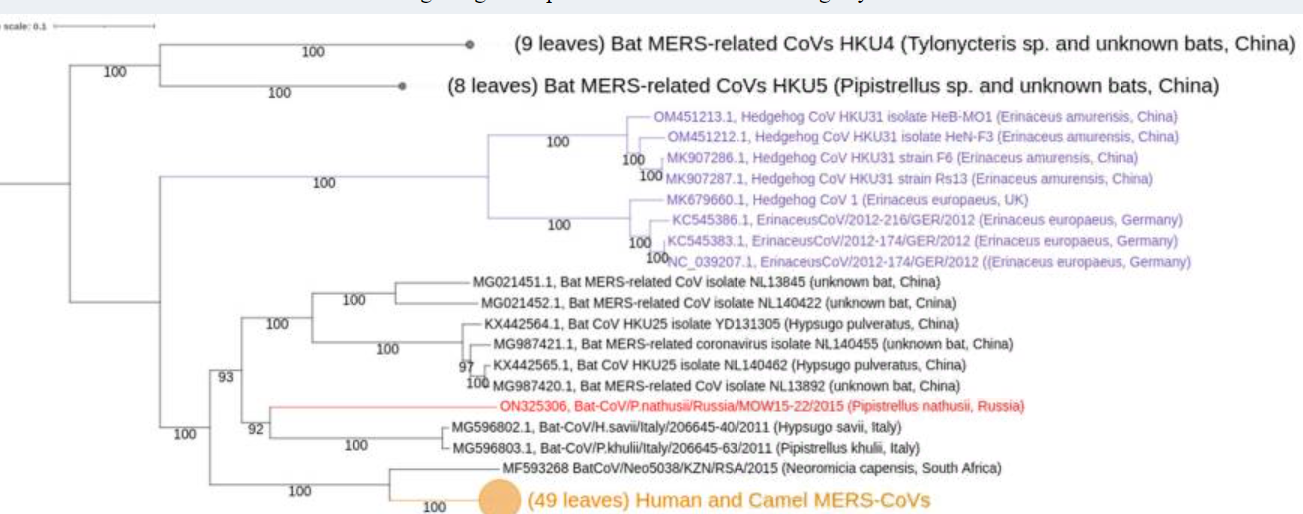 scale: 0.1
100
(9 leaves) Bat MERS-related CoVs HKU4 (Tylonycteris sp. and unknown bats, China)
100
100
(8 leaves) Bat MERS-related CoVs HKU5 (Pipistrellus sp. and unknown bats, China)
OM451213.1, Hedgehog CoV HKU31 isolate HeB-MO1 (Erinaceus amurensis, China)
100
OM451212.1, Hedgehog CoV HKU31 isolate HeN-F3 (Erinaceus amurensis, China)
100
MK907286.1, Hedgehog CoV HKU31 strain F6 (Erinaceus amurensis, China)
100
MK907287.1, Hedgehog CoV HKU31 strain Rs13 (Erinaceus amurensis, China)
100
MK679660.1, Hedgehog CoV 1 (Erinaceus europaeus, UK)
100
KC545386.1, ErinaceusCoV/2012-216/GER/2012 (Erinaceus europaeus, Germany)
100
KC545383.1, ErinaceusCoV/2012-174/GER/2012 (Erinaceus europaeus, Germany)
100
NC_039207.1, ErinaceusCoV/2012-174/GER/2012 ((Erinaceus europaeus, Germany)
MG021451.1, Bat MERS-related CoV isolate NL13845 (unknown bat, China)
100
MG021452.1, Bat MERS-related CoV isolate NL140422 (unknown bat, China)
100
KX442564.1, Bat CoV HKU25 isolate YD131305 (Hypsugo pulveratus, China)
100
MG987421.1, Bat MERS-related coronavirus isolate NL140455 (unknown bat, China)
97
KX442565.1, Bat CoV HKU25 isolate NL140462 (Hypsugo pulveratus, China)
93
100
MG987420.1, Bat MERS-related CoV isolate NL13892 (unknown bat, China)
ON325306, Bat-CoV/P.nathusii/Russia/MOW15-22/2015 (Pipistrellus nathusii, Russia)
92
MG596802.1, Bat-CoV/H.savii/Italy/206645-40/2011 (Hypsugo savii, Italy)
100
100
MG596803.1, Bat-CoV/P.khulii/Italy/206645-63/2011 (Pipistrellus khulii, Italy)
MF593268 BatCoV/Neo5038/KZN/RSA/2015 (Neoromicia capensis, South Africa)
100
(49 leaves) Human and Camel MERS-CoVs
100